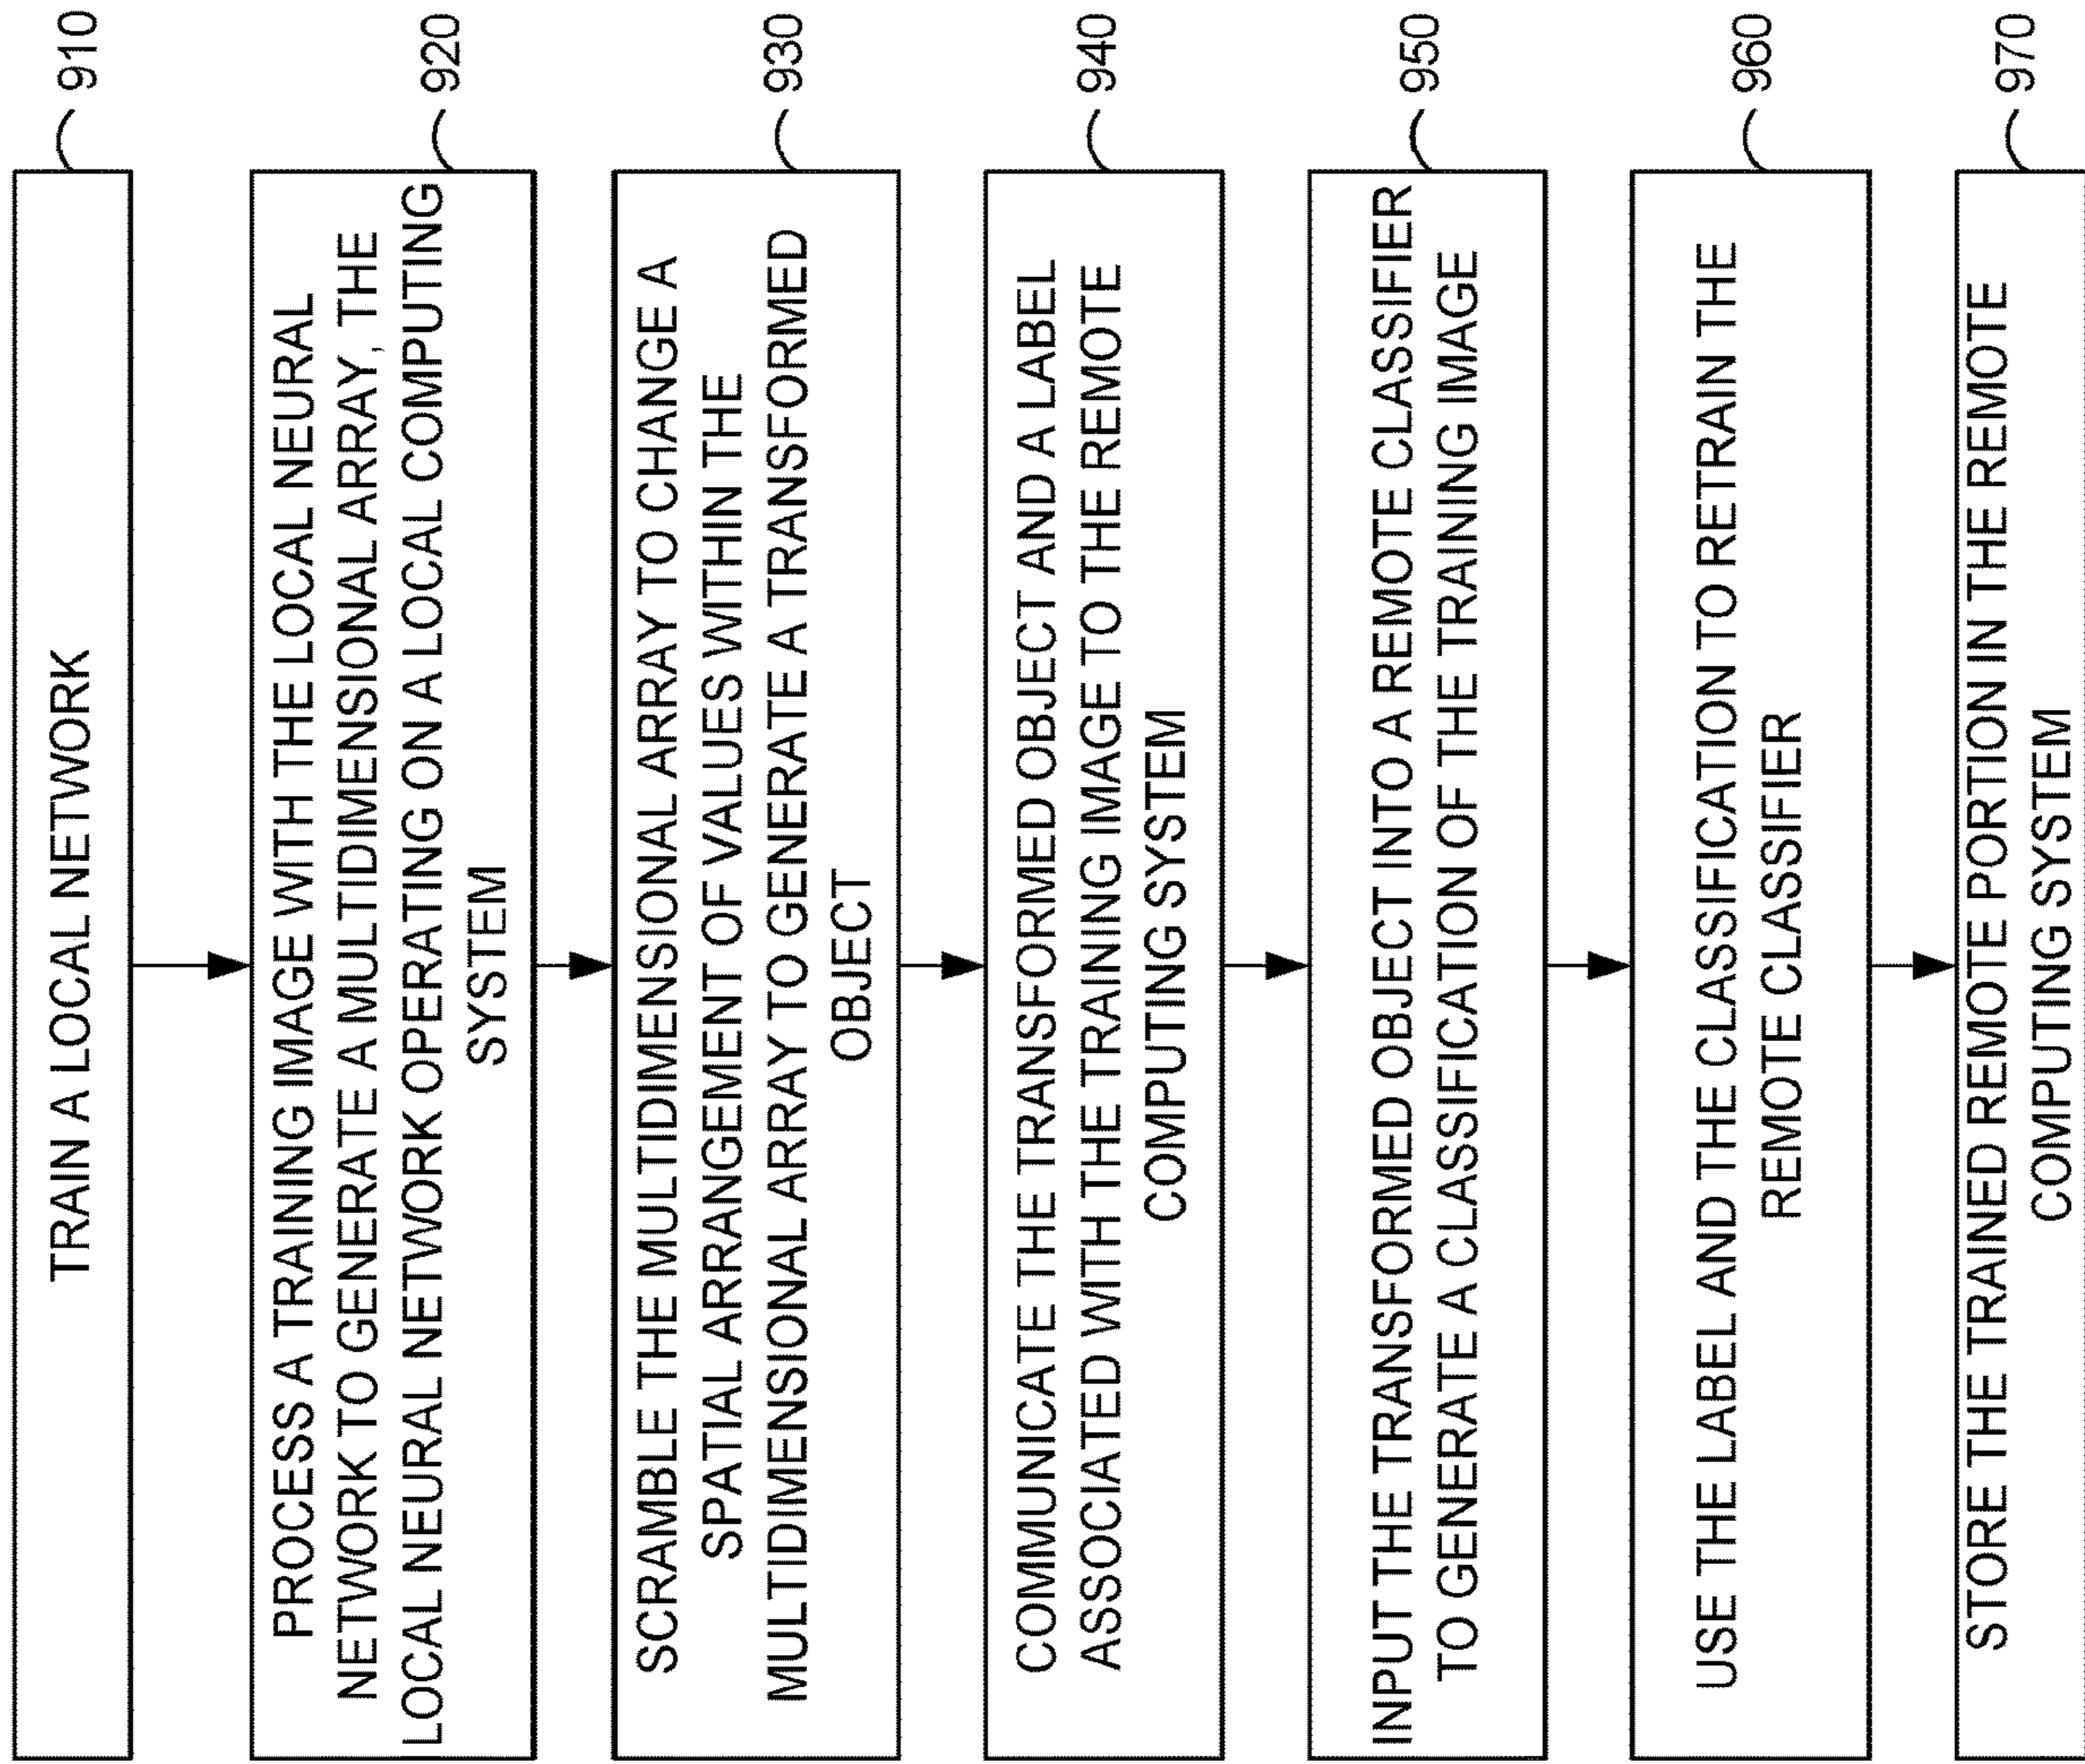 TRAIN A LOCAL NETWORK
910
PROCESS A TRAINING IMAGE WITH THE LOCAL NEURAL
NETWORK TO GENERATE A MULTIDIMENSIONAL ARRAY, THE
LOCAL NEURAL NETWORK OPERATING ON A LOCAL COMPUTING
SYSTEM
920
SCRAMBLE THE MULTIDIMENSIONAL ARRAY TO CHANGE A
SPATIAL ARRANGEMENT OF VALUES WITHIN THE
MULTIDIMENSIONAL ARRAY TO GENERATE A TRANSFORMED
OBJECT
930
COMMUNICATE THE TRANSFORMED OBJECT AND A LABEL
ASSOCIATED WITH THE TRAINING IMAGE TO THE REMOTE
COMPUTING SYSTEM
940
INPUT THE TRANSFORMED OBJECT INTO A REMOTE CLASSIFIER
TO GENERATE A CLASSIFICATION OF THE TRAINING IMAGE
950
USE THE LABEL AND THE CLASSIFICATION TO RETRAIN THE
REMOTE CLASSIFIER
960
STORE THE TRAINED REMOTE PORTION IN THE REMOTE
COMPUTING SYSTEM
970